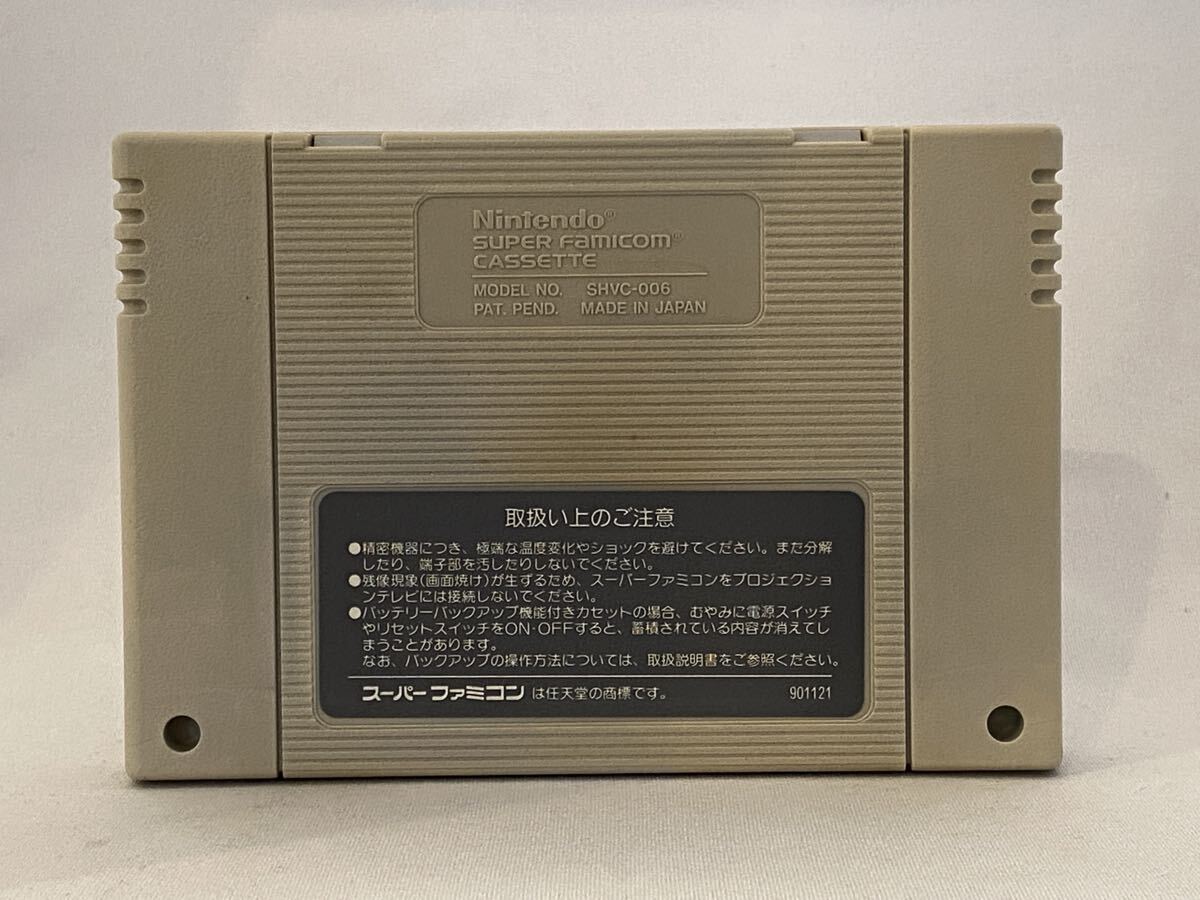 Nintendo®
SUPER FAMICOM®
CASSETTE
MODEL NO. SHVC-006
PAT. PEND. MADE IN JAPAN
取扱い上のご注意
●精密機器につき、極端な温度変化やショックを避けてください。また分解
したり、端子部を汚したりしないでください。
●残像現象(画面焼け)が生ずるため、スーパーファミコンをプロジェクショ
ンテレビには接続しないでください。
●バッテリーバックアップ機能付きカセットの場合、むやみに電源スイッチ
やリセットスイッチをON・OFFすると、蓄積されている内容が消えてし
まうことがあります。
なお、バックアップの操作方法については、取扱説明書をご参照ください。
スーパーファミコン は任天堂の商標です。 901121